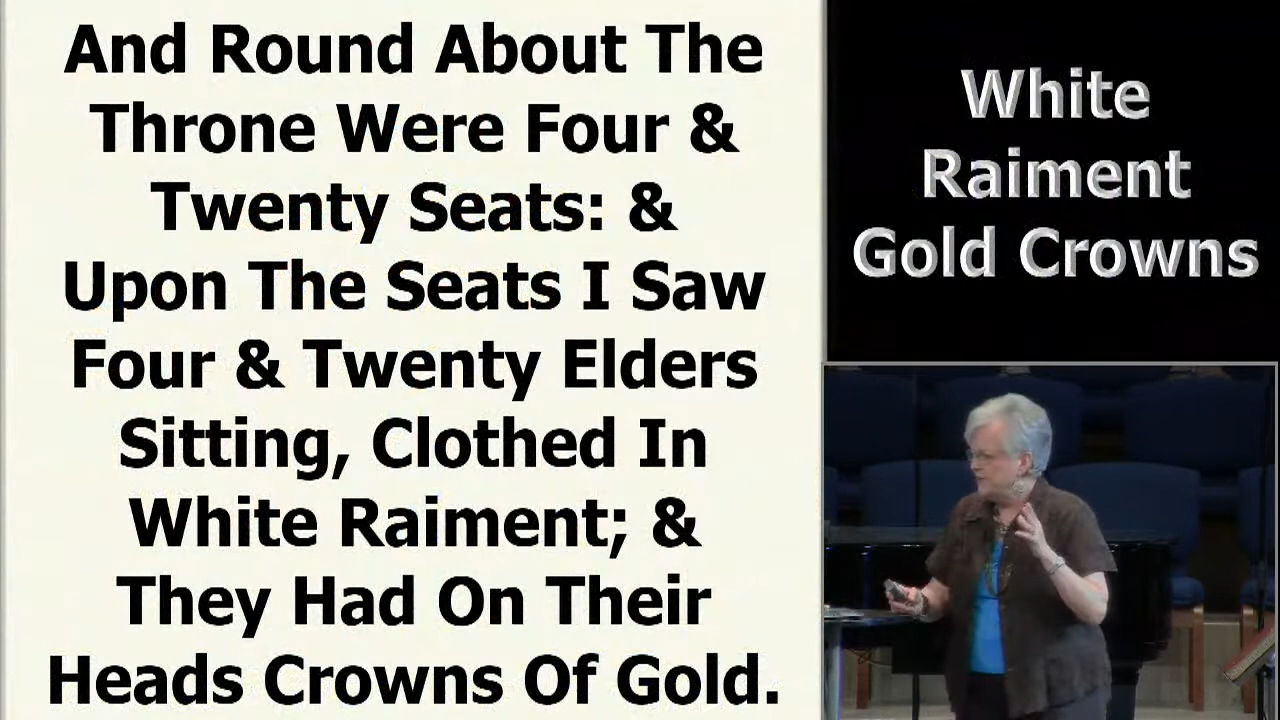 And Round About The
Throne Were Four &
Twenty Seats: &
Upon The Seats I Saw
Four & Twenty Elders
Sitting, Clothed In
White Raiment; &
They Had On Their
Heads Crowns Of Gold.
White
Raiment
Gold Crowns